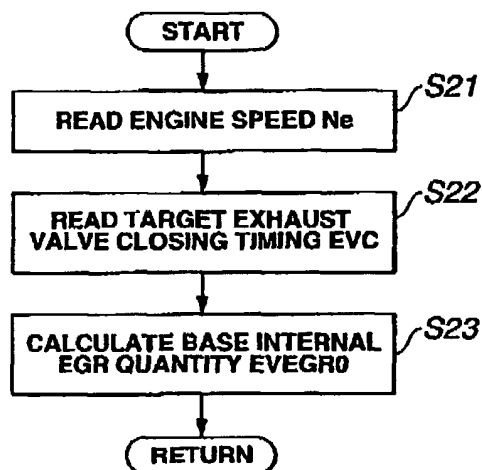 START
S21
READ ENGINE SPEED Ne
S22
READ TARGET EXHAUST
VALVE CLOSING TIMING EVC
S23
CALCULATE BASE INTERNAL
EGR QUANTITY EVEGR0
RETURN